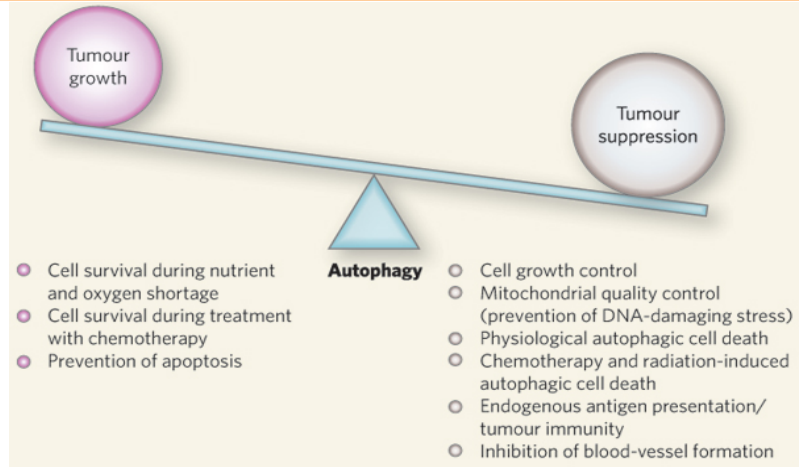 Tumour
growth
Tumour
suppression
Autophagy
Cell survival during nutrient
and oxygen shortage
Cell survival during treatment
with chemotherapy
Prevention of apoptosis
Cell growth control
Mitochondrial quality control
(prevention of DNA-damaging stress)
Physiological autophagic cell death
Chemotherapy and radiation-induced
autophagic cell death
Endogenous antigen presentation/
tumour immunity
Inhibition of blood-vessel formation